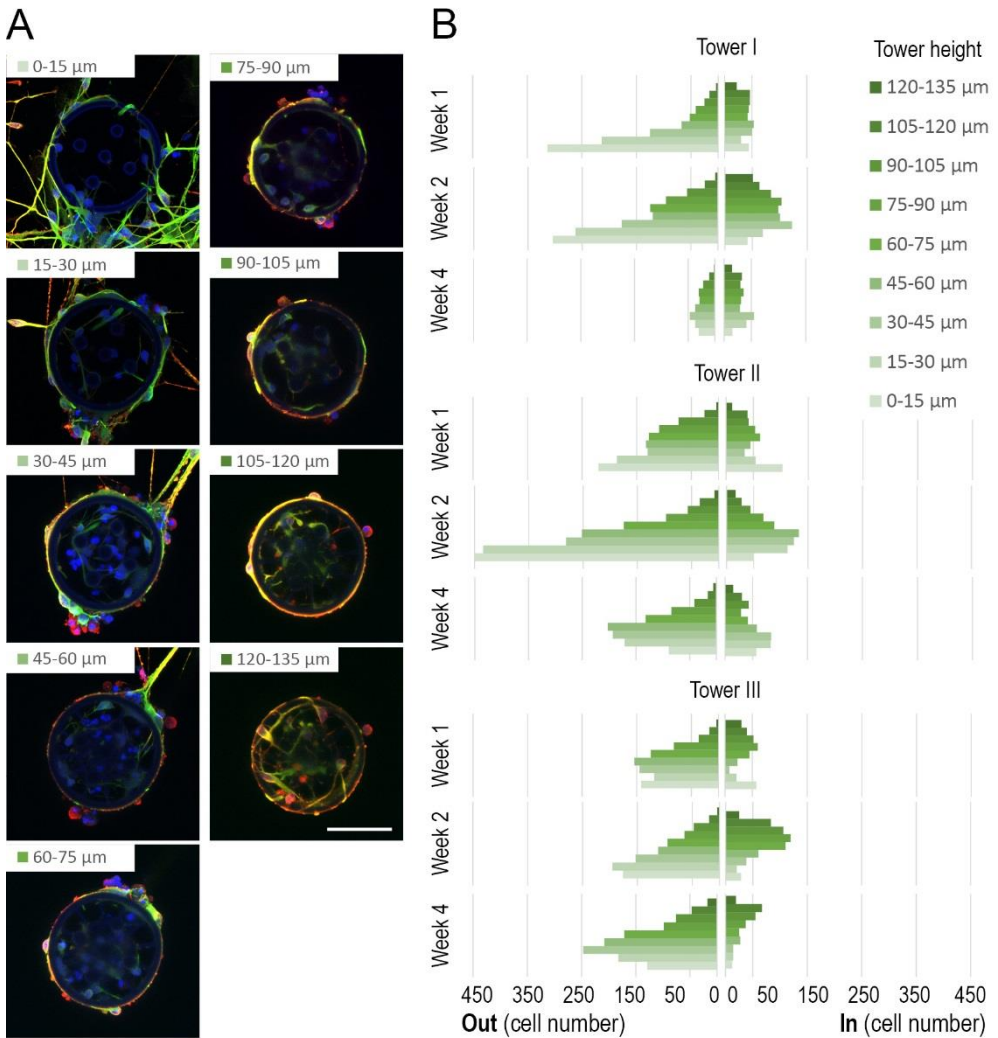 A
0-15 µm
75-90 µm
15-30 µm
90-105 µm
30-45 µm
105-120 µm
45-60 µm
120-135 µm
60-75 µm
B
Tower I
Week 1
Week 2
Week 4
Tower II
Week 1
Week 2
Week 4
Tower III
Week 1
Week 2
Week 4
450 350 250 150 50 0 0 50 150 250 350 450
Out (cell number)
In (cell number)
Tower height
120-135 µm
105-120 µm
90-105 µm
75-90 µm
60-75 µm
45-60 µm
30-45 µm
15-30 µm
0-15 µm